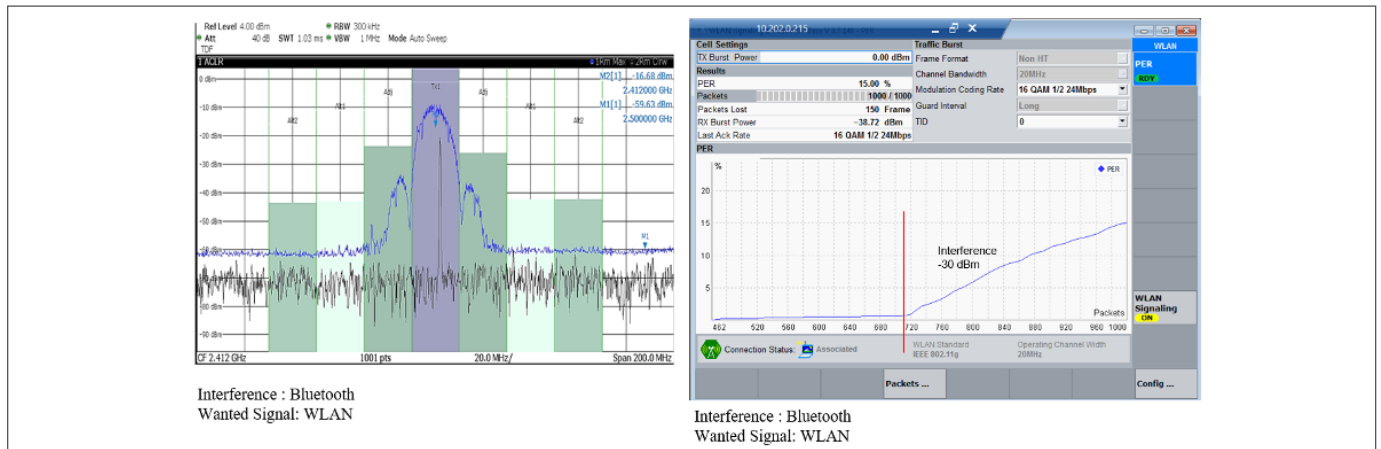 Ref Level 4.00 dBm RBW 300 kHz
Att 40 dB SWT 1.03 ms VBW 1 MHz Mode Auto Sweep
TDF
1 ACLR 1Rm Max 2Rm Clrw
0 dBm M2[1] -16.68 dBm
Tx1 2.412000 GHz
Adj Adj M1[1] -59.63 dBm
-10 dBm Alt1 Alt1 2.500000 GHz
Alt2 Alt2
-20 dBm
-30 dBm
-40 dBm
-50 dBm
M1
-80 dBm
-90 dBm
CF 2.412 GHz 1001 pts 20.0 MHz/ Span 200.0 MHz
Interference : Bluetooth
Wanted Signal: WLAN
10.202.0.215
Cell Settings Traffic Burst
TX Burst Power 0.00 dBm Frame Format Non HT
Results Channel Bandwidth 20MHz
PER 15.00 % Modulation Coding Rate 16 QAM 1/2 24Mbps
Packets 1000 / 1000 Guard Interval Long
Packets Lost 150 Frame
RX Burst Power -38.72 dBm TID 0
Last Ack Rate 16 QAM 1/2 24Mbps
PER
% PER
20
15
10
5
Interference
-30 dBm
Packets
462 520 560 600 640 680 720 760 800 840 880 920 960 1000
Connection Status: Associated
WLAN Standard Operating Channel Width
IEEE 802.11g 20MHz
Packets ... Config ...
WLAN
PER
RDY
WLAN
Signaling
ON
Interference : Bluetooth
Wanted Signal: WLAN